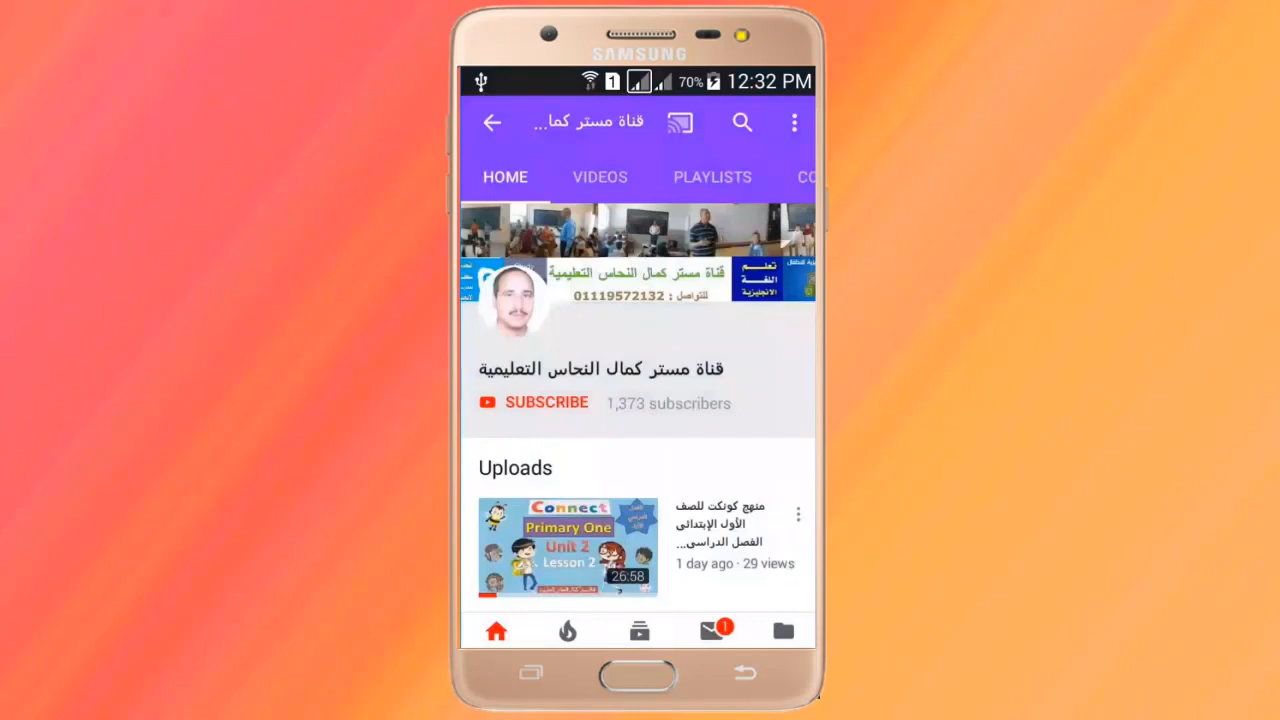 SAMSUNG
1 70% 12:32 PM
قناة مستر كما...
HOME VIDEOS PLAYLISTS CO
قناة مستر كمال النحاس التعليمية
للتواصل : 01119572132
تعلم
اللغة
الانجليزية
قناة مستر كمال النحاس التعليمية
SUBSCRIBE 1,373 subscribers
Uploads
Connect
Primary One
Unit 2
Lesson 2
26:58
منهج كونكت للصف
الأول الإبتدائى
الفصل الدراسى...
1 day ago · 29 views
1